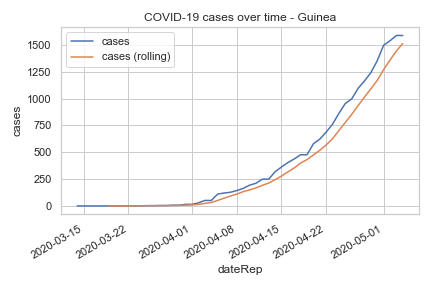 COVID-19 cases over time - Guinea
cases
cases (rolling)
1500
1250
1000
750
500
250
0
cases
2020-03-15
2020-03-22
2020-04-01
2020-04-08
2020-04-15
2020-04-22
2020-05-01
dateRep